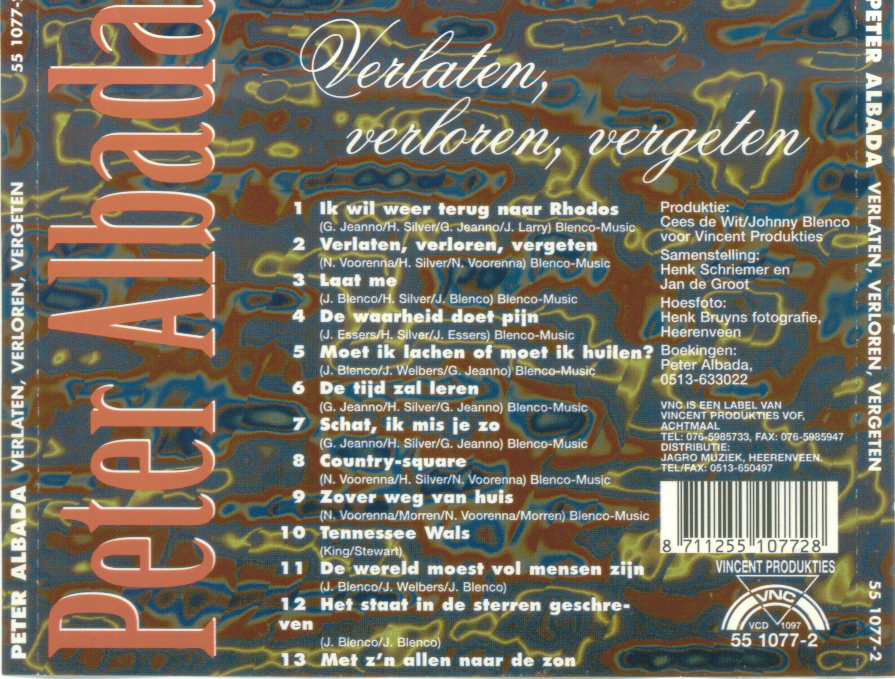 55 1077-
PETER ALBADA VERLATEN, VERLOREN, VERGETEN
Peter Albada
Verlaten,
verloren, vergeten
1 Ik wil weer terug naar Rhodos
(G. Jeanno/H. Silver/G. Jeanno/J. Larry) Blenco-Music
2 Verlaten, verloren, vergeten
(N. Voorenna/H. Silver/N. Voorenna) Blenco-Music
3 Laat me
(J. Blenco/H. Silver/J. Blenco) Blenco-Music
4 De waarheid doet pijn
(J. Essers/H. Silver/J. Essers) Blenco-Music
5 Moet ik lachen of moet ik huilen?
(J. Blenco/J. Welbers/G. Jeanno) Blenco-Music
6 De tijd zal leren
(G. Jeanno/H. Silver/G. Jeanno) Blenco-Music
7 Schat, ik mis je zo
(G. Jeanno/H. Silver/G. Jeanno) Blenco-Music
8 Country-square
(N. Voorenna/H. Silver/N. Voorenna) Blenco-Music
9 Zover weg van huis
(N. Voorenna/Morren/N. Voorenna/Morren) Blenco-Music
10 Tennessee Wals
(King/Stewart)
11 De wereld moest vol mensen zijn
(J. Blenco/J. Welbers/J. Blenco)
12 Het staat in de sterren geschre-
ven
(J. Blenco/J. Blenco)
13 Met z'n allen naar de zon
Produktie:
Cees de Wit/Johnny Blenco
voor Vincent Produkties
Samenstelling:
Henk Schriemer en
Jan de Groot
Hoesfoto:
Henk Bruyns fotografie,
Heerenveen
Boekingen:
Peter Albada,
0513-633022
VNC IS EEN LABEL VAN
VINCENT PRODUKTIES VOF,
ACHTMAAL
TEL: 076-5985733, FAX: 076-5985947
DISTRIBUTIE:
JAGRO MUZIEK, HEERENVEEN.
TEL/FAX: 0513-650497
8 711255 107728
VINCENT PRODUKTIES
VNC
VCD 1097
55 1077-2
PETER ALBADA VERLATEN, VERLOREN, VERGETEN
55 1077-2